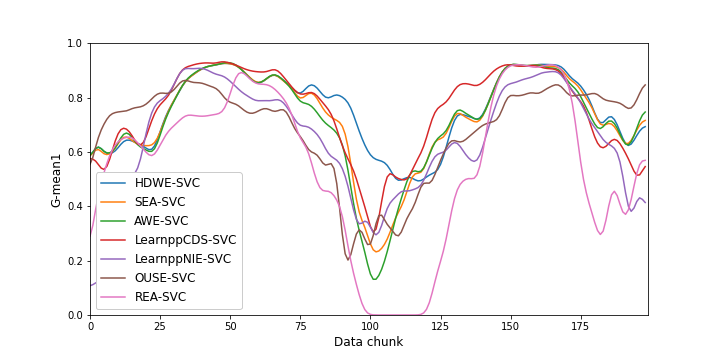 1.0
0.8
0.6
0.4
0.2
0.0
G-mean1
HDWE-SVC
SEA-SVC
AWE-SVC
LearnppCDS-SVC
LearnppNIE-SVC
OUSE-SVC
REA-SVC
0 25 50 75 100 125 150 175
Data chunk